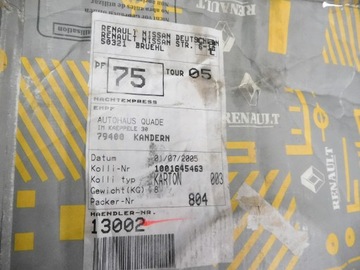 RENAULT NISSAN DEUTSCHLAND
RENAULT NISSAN STR. 6-10
50321 BRUEHL
DP 75 TOUR 05
NACHTEXPRESS
EMPF
AUTOHAUS QUADE
IM KAEPPELE 30
79400 KANDERN
Datum 01/07/2005
Kolli-Nr 1001645463
Kolli typ KARTON 003
Gewicht(KG) 8
Packer-Nr 804
HAENDLER-NR.
13002
RENAULT
RENAULT